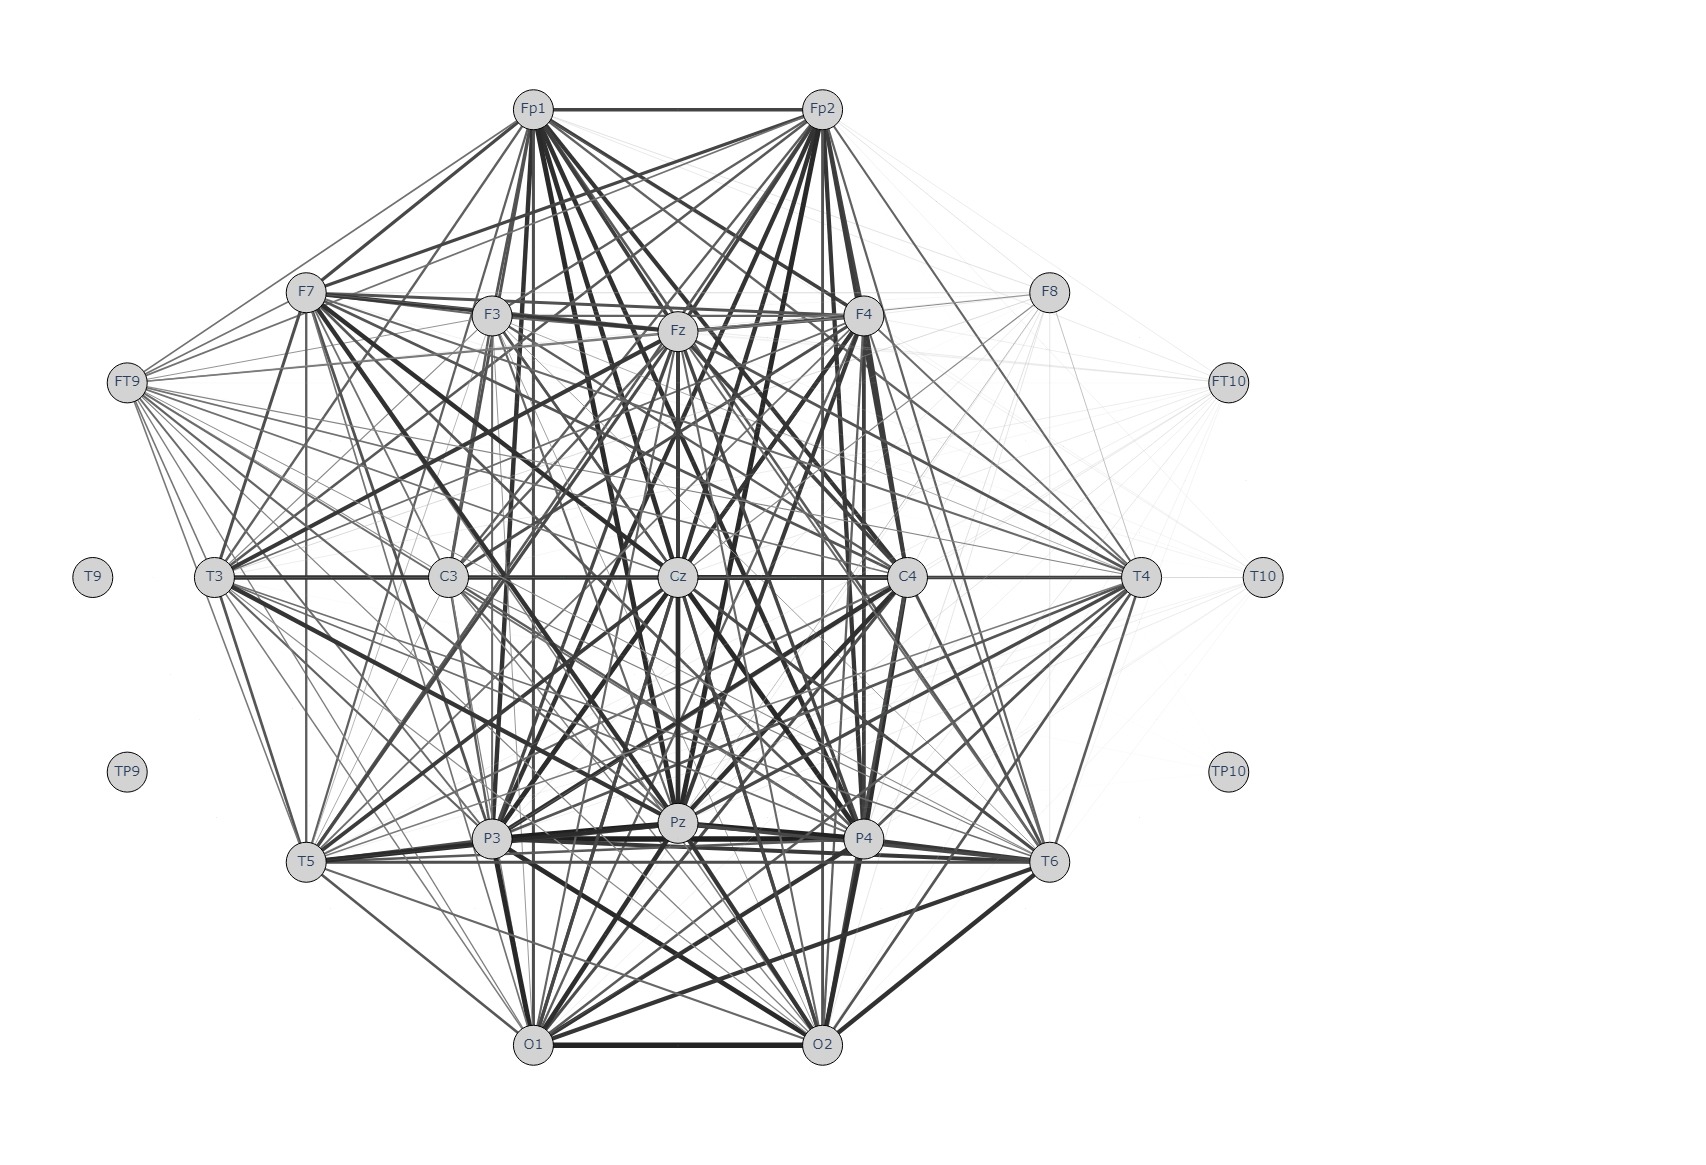 Fp1 Fp2
F7 F3 Fz F4 F8
FT9 FT10
T9 T3 C3 Cz C4 T4 T10
TP9 TP10
T5 P3 Pz P4 T6
O1 O2